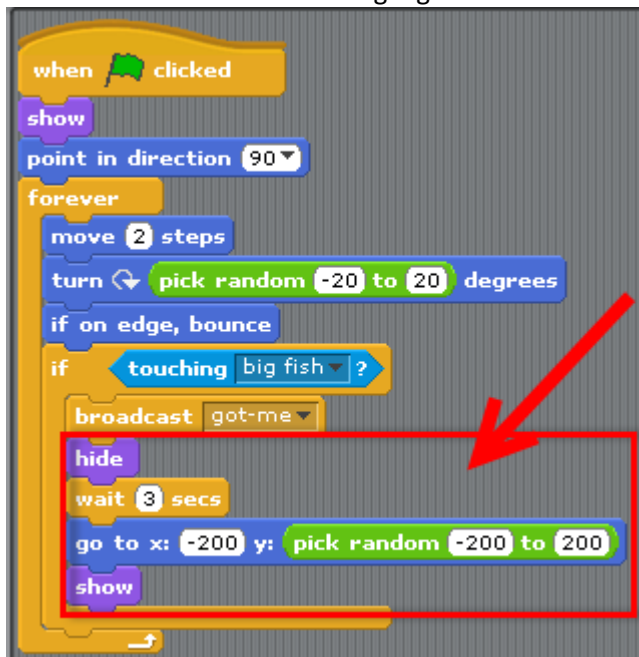 when clicked
show
point in direction 90
forever
move 2 steps
turn pick random -20 to 20 degrees
if on edge, bounce
if touching big fish ?
broadcast got-me
hide
wait 3 secs
go to x: -200 y: pick random -200 to 200
show